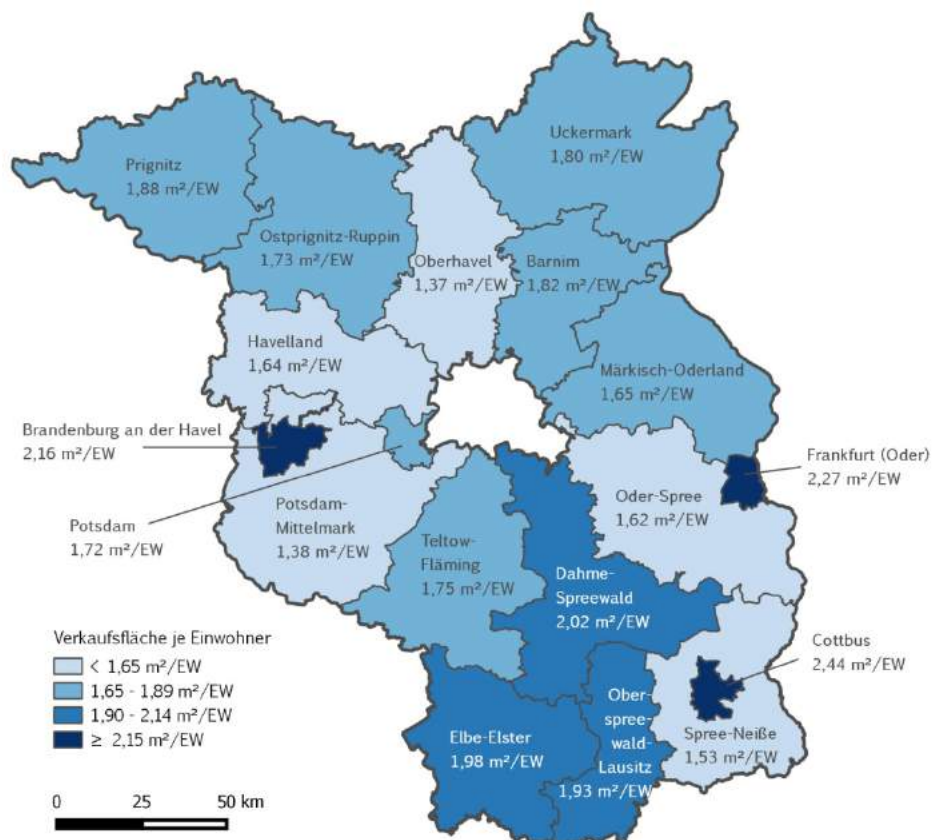 Uckermark
1,80 m²/EW
Prignitz
1,88 m²/EW
Ostprignitz-Ruppin
1,73 m²/EW
Oberhavel
1,37 m²/EW
Barnim
1,82 m²/EW
Havelland
1,64 m²/EW
Märkisch-Oderland
1,65 m²/EW
Brandenburg an der Havel
2,16 m²/EW
Frankfurt (Oder)
2,27 m²/EW
Potsdam
1,72 m²/EW
Potsdam-
Mittelmark
1,38 m²/EW
Oder-Spree
1,62 m²/EW
Teltow-
Fläming
1,75 m²/EW
Dahme-
Spreewald
2,02 m²/EW
Cottbus
2,44 m²/EW
Spree-Neiße
1,53 m²/EW
Elbe-Elster
1,98 m²/EW
Ober-
spree-
wald-
Lausitz
1,93 m²/EW
Verkaufsfläche je Einwohner
< 1,65 m²/EW
1,65 - 1,89 m²/EW
1,90 - 2,14 m²/EW
≥ 2,15 m²/EW
0 25 50 km